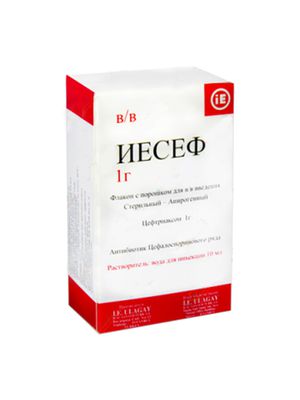 iE
в/в
ИЕСЕФ
1г
Флакон с порошком для в/в введения
Стерильный - Апирогенный
Цефтриаксон 1г
Антибиотик Цефалоспоринового ряда
Растворитель: вода для инъекции 10 мл
I.E. ULAGAY
I.E. ULAGAY